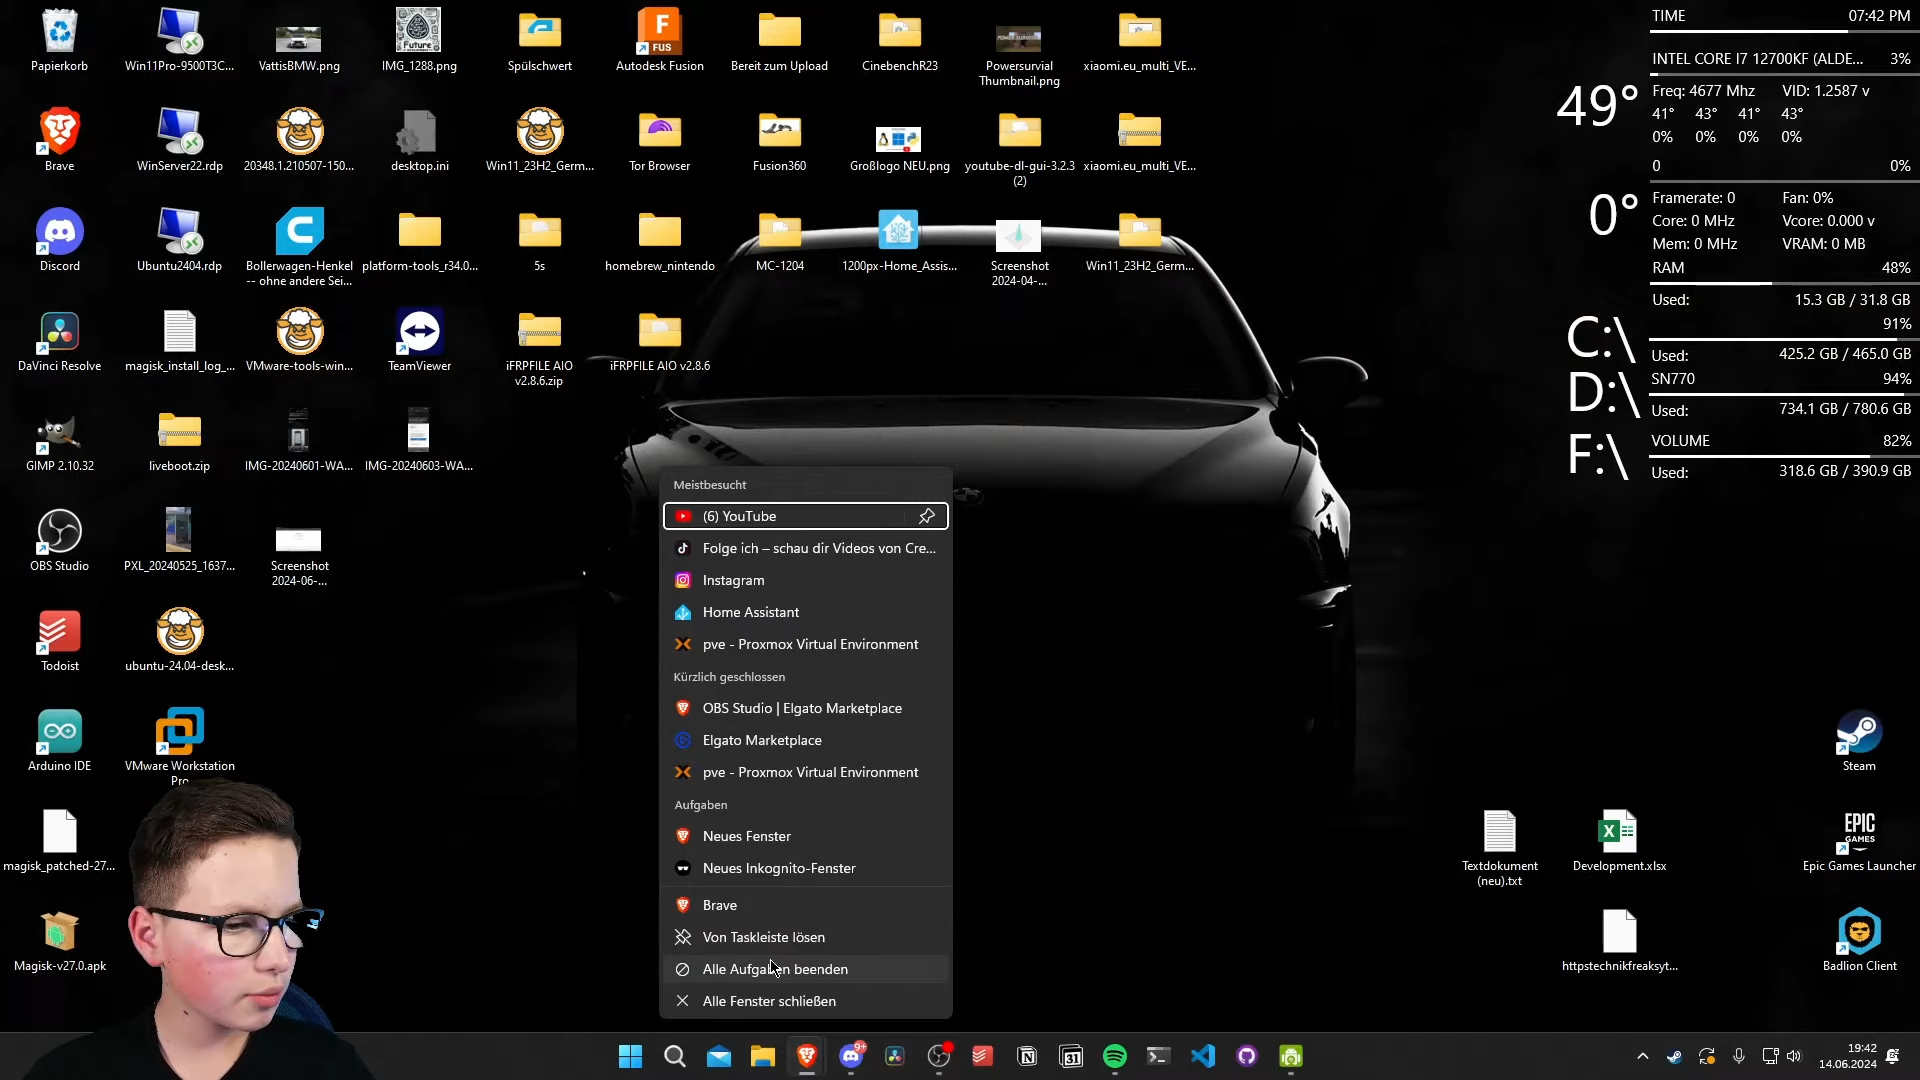 Papierkorb
Win11Pro-9500T3C...
VattisBMW.png
IMG_1288.png
Spülschwert
Autodesk Fusion
Bereit zum Upload
CinebenchR23
Powersurvial
Thumbnail.png
xiaomi.eu_multi_VE...
Brave
WinServer22.rdp
20348.1.210507-150...
desktop.ini
Win11_23H2_Germ...
Tor Browser
Fusion360
Großlogo NEU.png
youtube-dl-gui-3.2.3
(2)
xiaomi.eu_multi_VE...
Discord
Ubuntu2404.rdp
Bollerwagen-Henkel
-- ohne andere Sei...
platform-tools_r34.0...
5s
homebrew_nintendo
MC-1204
1200px-Home_Assis...
Screenshot
2024-04-...
Win11_23H2_Germ...
DaVinci Resolve
magisk_install_log_...
VMware-tools-win...
TeamViewer
iFRPFILE AIO
v2.8.6.zip
iFRPFILE AIO v2.8.6
GIMP 2.10.32
liveboot.zip
IMG-20240601-WA...
IMG-20240603-WA...
OBS Studio
PXL_20240525_1637...
Screenshot
2024-06-...
Todoist
ubuntu-24.04-desk...
Arduino IDE
VMware Workstation
Pro
magisk_patched-27...
Magisk-v27.0.apk
TIME 07:42 PM
INTEL CORE I7 12700KF (ALDE... 3%
49°
Freq: 4677 Mhz VID: 1.2587 v
41° 43° 41° 43°
0% 0% 0% 0%
0 0%
0°
Framerate: 0 Fan: 0%
Core: 0 MHz Vcore: 0.000 v
Mem: 0 MHz VRAM: 0 MB
RAM 48%
Used: 15.3 GB / 31.8 GB
C:\
91%
Used: 425.2 GB / 465.0 GB
D:\
SN770 94%
Used: 734.1 GB / 780.6 GB
F:\
VOLUME 82%
Used: 318.6 GB / 390.9 GB
Meistbesucht
(6) YouTube
Folge ich – schau dir Videos von Cre...
Instagram
Home Assistant
pve - Proxmox Virtual Environment
Kürzlich geschlossen
OBS Studio | Elgato Marketplace
Elgato Marketplace
pve - Proxmox Virtual Environment
Aufgaben
Neues Fenster
Neues Inkognito-Fenster
Brave
Von Taskleiste lösen
Alle Aufgaben beenden
Alle Fenster schließen
Steam
Textdokument
(neu).txt
Development.xlsx
EPIC
GAMES
Epic Games Launcher
httpstechnikfreaksyt...
Badlion Client
F
FUS
Future
9+
31
19:42
14.06.2024